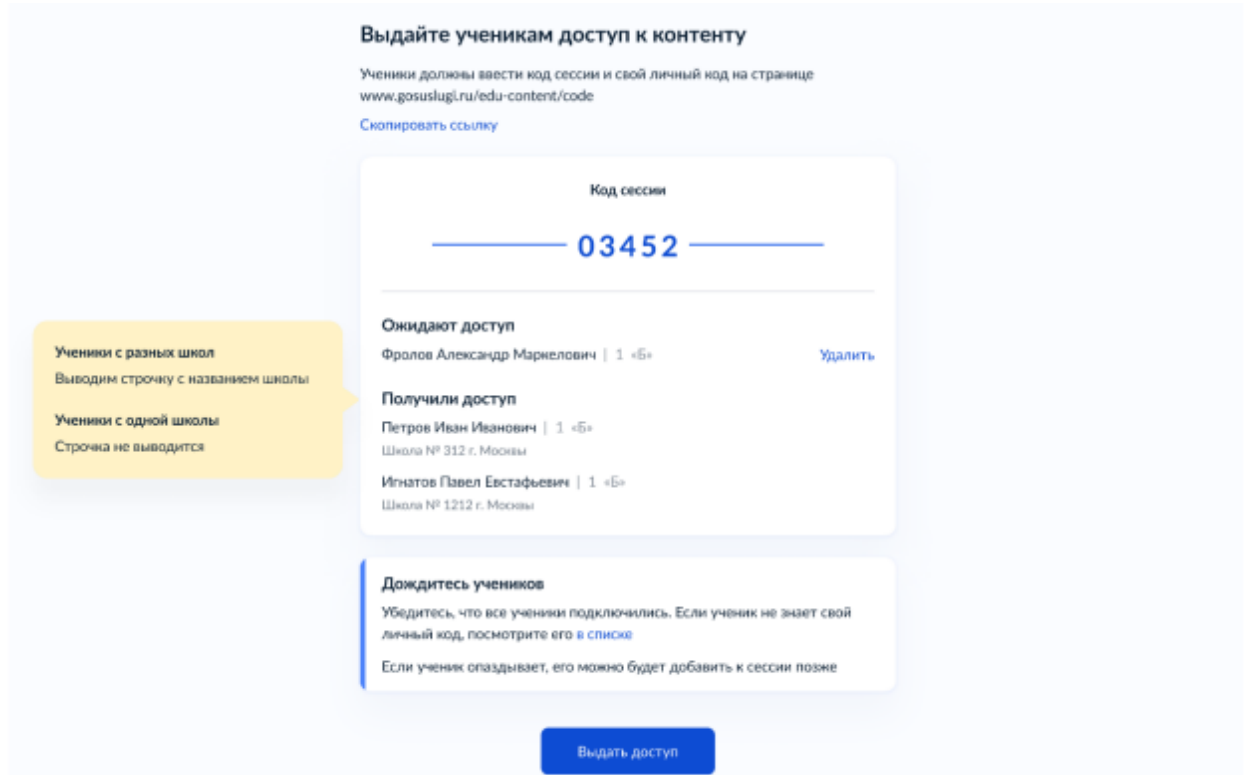 Выдайте ученикам доступ к контенту
Ученики должны ввести код сессии и свой личный код на странице
www.gosuslugi.ru/edu-content/code
Скопировать ссылку
Код сессии
03452
Ожидают доступ
Фролов Александр Маркелович | 1 «Б»
Удалить
Получили доступ
Петров Иван Иванович | 1 «Б»
Школа № 312 г. Москвы
Игнатов Павел Евстафьевич | 1 «Б»
Школа № 1212 г. Москвы
Ученики с разных школ
Выводим строчку с названием школы
Ученики с одной школы
Строчка не выводится
Дождитесь учеников
Убедитесь, что все ученики подключились. Если ученик не знает свой
личный код, посмотрите его в списке
Если ученик опаздывает, его можно будет добавить к сессии позже
Выдать доступ